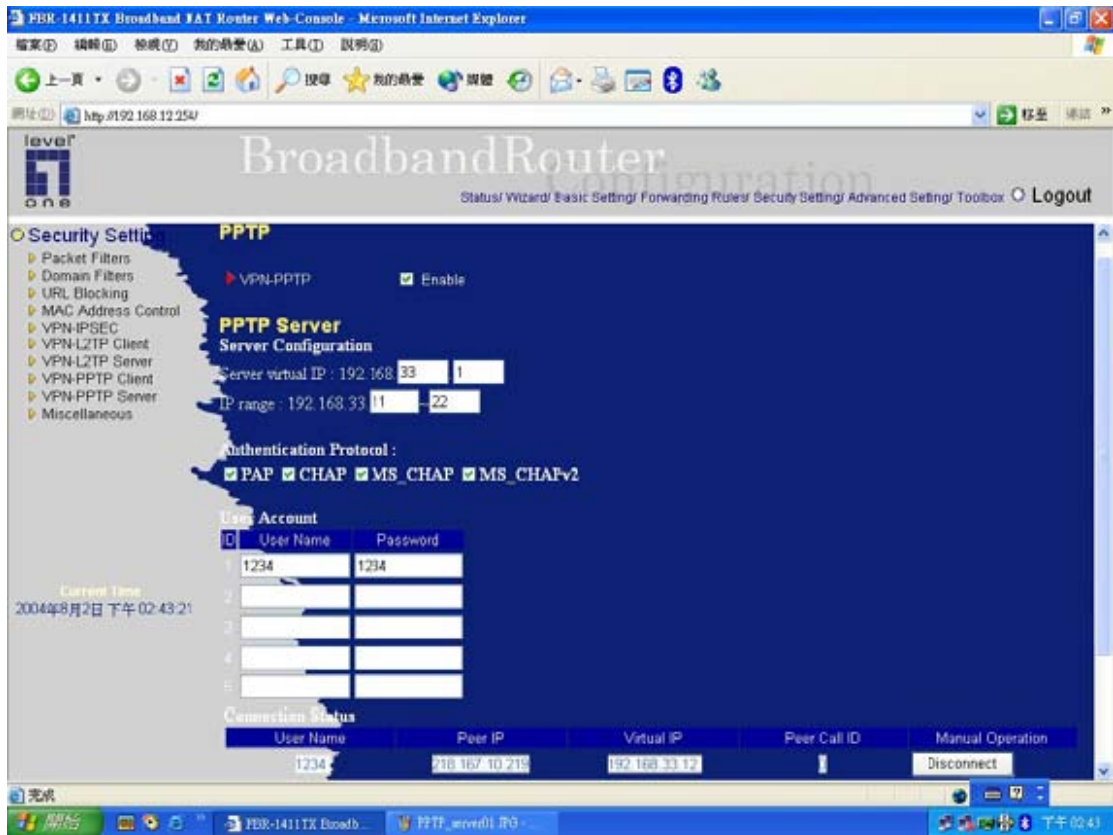 FBR-1411TX Broadband NAT Router Web-Console - Microsoft Internet Explorer
檔案(F) 編輯(E) 檢視(V) 我的最愛(A) 工具(T) 說明(H)
上一頁 搜尋 我的最愛 媒體
網址(D) http://192.168.12.254/ 移至 連結 »
level
one
BroadbandRouter
Configuration
Status/ Wizard/ Basic Setting/ Forwarding Rules/ Security Setting/ Advanced Setting/ Toolbox Logout
Security Setting
Packet Filters
Domain Filters
URL Blocking
MAC Address Control
VPN-IPSEC
VPN-L2TP Client
VPN-L2TP Server
VPN-PPTP Client
VPN-PPTP Server
Miscellaneous
Current Time
2004年8月2日 下午 02:43:21
PPTP
VPN-PPTP Enable
PPTP Server
Server Configuration
Server virtual IP : 192.168. 33 1
IP range : 192.168.33. 11 -- 22
Authentication Protocol :
PAP CHAP MS_CHAP MS_CHAPv2
User Account
ID User Name Password
1 1234 1234
2
3
4
5
Connection Status
User Name Peer IP Virtual IP Peer Call ID Manual Operation
1234 218.167.10.219 192.168.33.12 Disconnect
完成
開始 FBR-1411TX Broadb... PPTP_server01.JPG - ... 下午 02:43